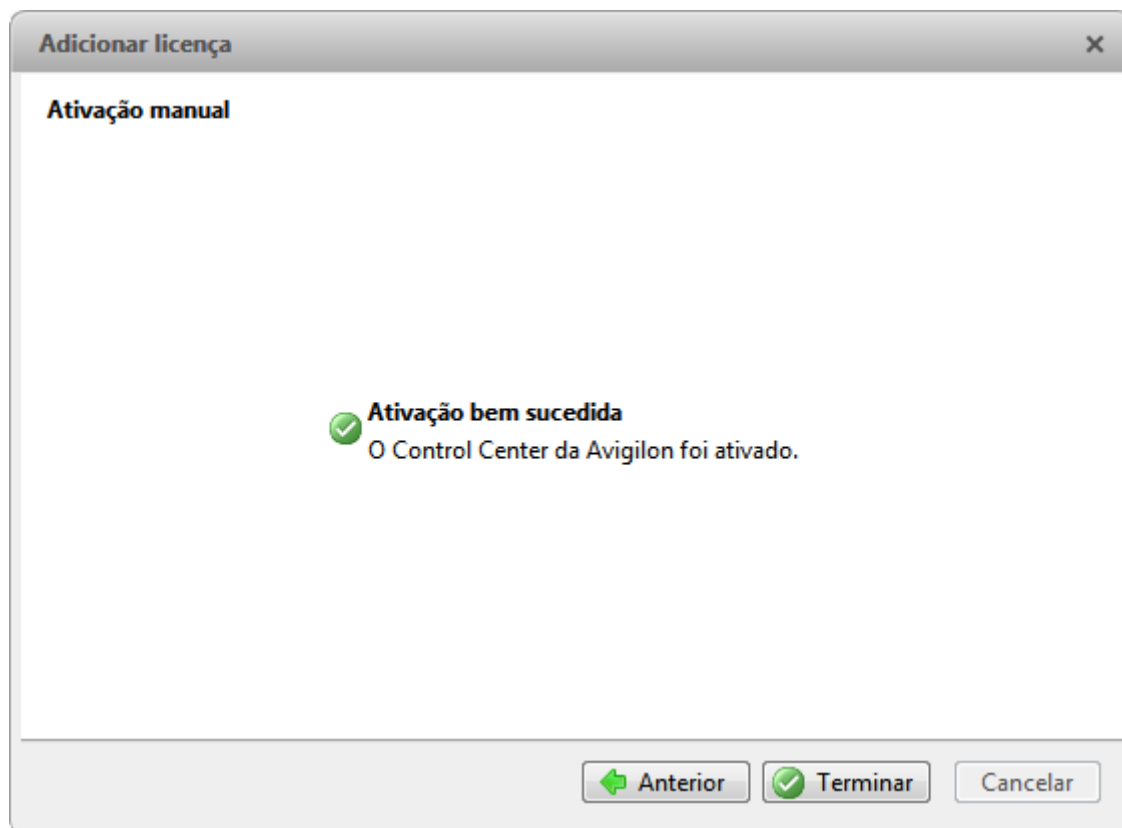 Adicionar licença
Ativação manual
Ativação bem sucedida
O Control Center da Avigilon foi ativado.
Anterior
Terminar
Cancelar